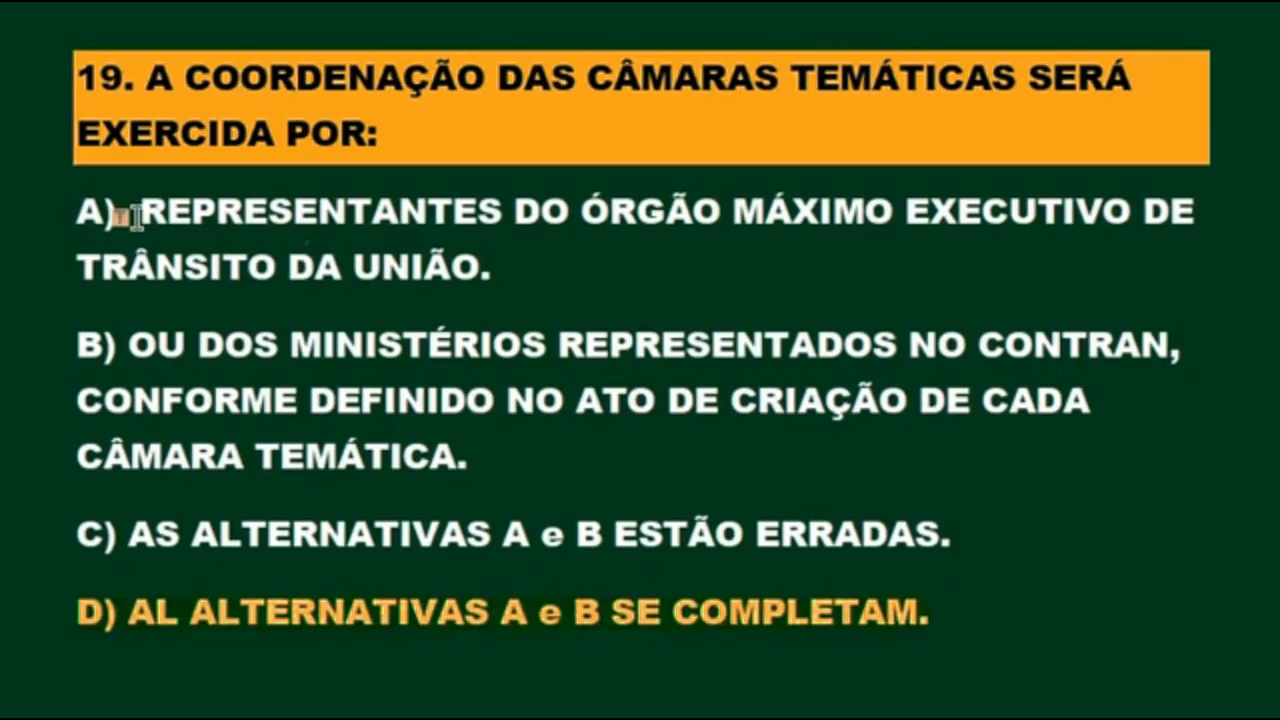 19. A COORDENAÇÃO DAS CÂMARAS TEMÁTICAS SERÁ
EXERCIDA POR:
A) REPRESENTANTES DO ÓRGÃO MÁXIMO EXECUTIVO DE
TRÂNSITO DA UNIÃO.
B) OU DOS MINISTÉRIOS REPRESENTADOS NO CONTRAN,
CONFORME DEFINIDO NO ATO DE CRIAÇÃO DE CADA
CÂMARA TEMÁTICA.
C) AS ALTERNATIVAS A e B ESTÃO ERRADAS.
D) AL ALTERNATIVAS A e B SE COMPLETAM.